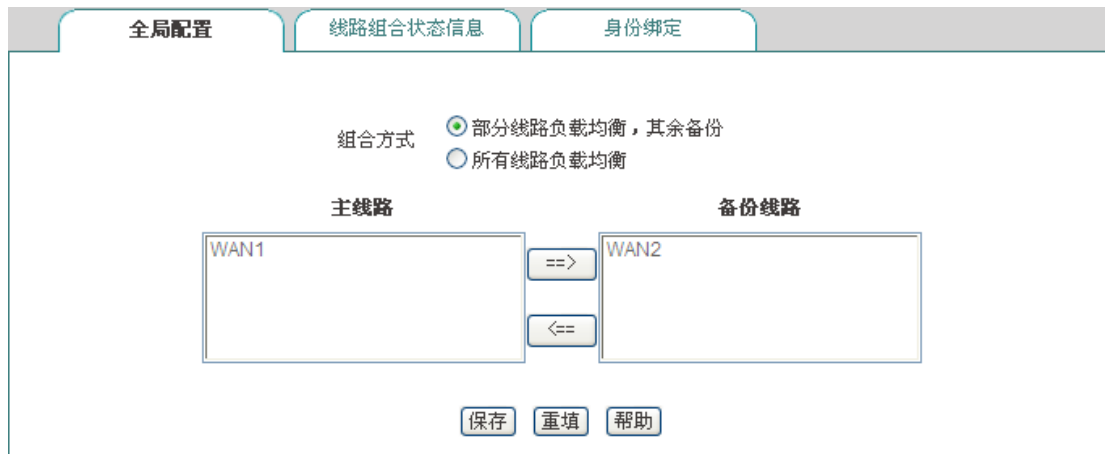 全局配置 线路组合状态信息 身份绑定
组合方式
部分线路负载均衡，其余备份
所有线路负载均衡
主线路 备份线路
WAN1 ==> WAN2
<==
保存 重填 帮助